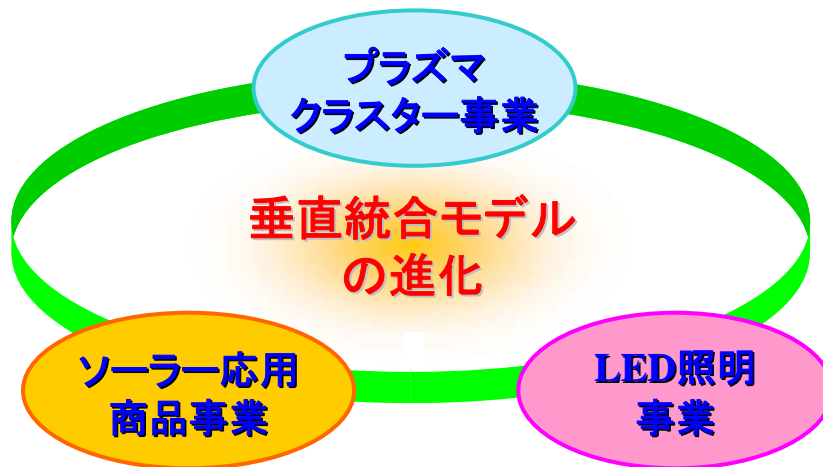 プラズマ
クラスター事業
垂直統合モデル
の進化
ソーラー応用
商品事業
LED照明
事業